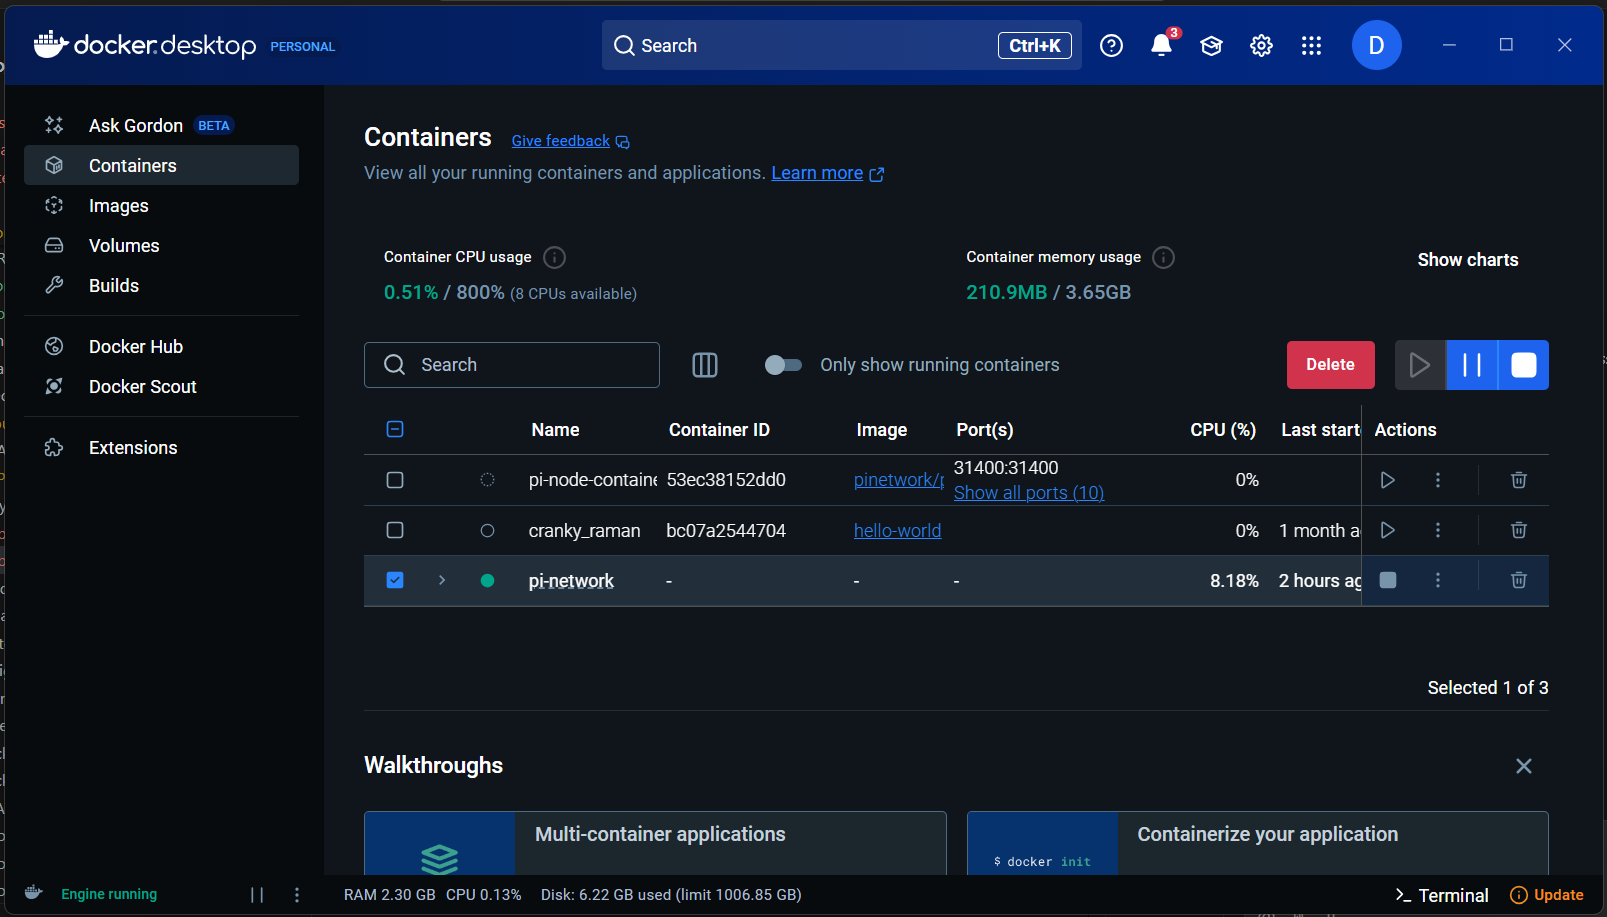 docker.desktop PERSONAL
Search
Ctrl+K
3
D
Ask Gordon BETA
Containers
Images
Volumes
Builds
Docker Hub
Docker Scout
Extensions
Containers Give feedback
View all your running containers and applications. Learn more
Container CPU usage
0.51% / 800% (8 CPUs available)
Container memory usage
210.9MB / 3.65GB
Show charts
Search
Only show running containers
Delete
Name Container ID Image Port(s) CPU (%) Last start Actions
pi-node-containe 53ec38152dd0 pinetwork/p 31400:31400 0%
Show all ports (10)
cranky_raman bc07a2544704 hello-world 0% 1 month a
pi-network - - - 8.18% 2 hours ag
Selected 1 of 3
Walkthroughs
Multi-container applications
Containerize your application
$ docker init
Engine running
RAM 2.30 GB CPU 0.13% Disk: 6.22 GB used (limit 1006.85 GB)
Terminal
Update